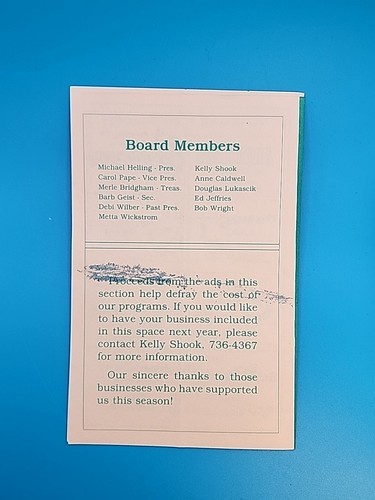 Board Members
Michael Helling - Pres.
Carol Pape - Vice Pres.
Merle Bridgham - Treas.
Barb Geist - Sec.
Debi Wilber - Past Pres.
Metta Wickstrom
Kelly Shook
Anne Caldwell
Douglas Lukascik
Ed Jeffries
Bob Wright
Proceeds from the ads in this
section help defray the cost of
our programs. If you would like
to have your business included
in this space next year, please
contact Kelly Shook, 736-4367
for more information.
Our sincere thanks to those
businesses who have supported
us this season!